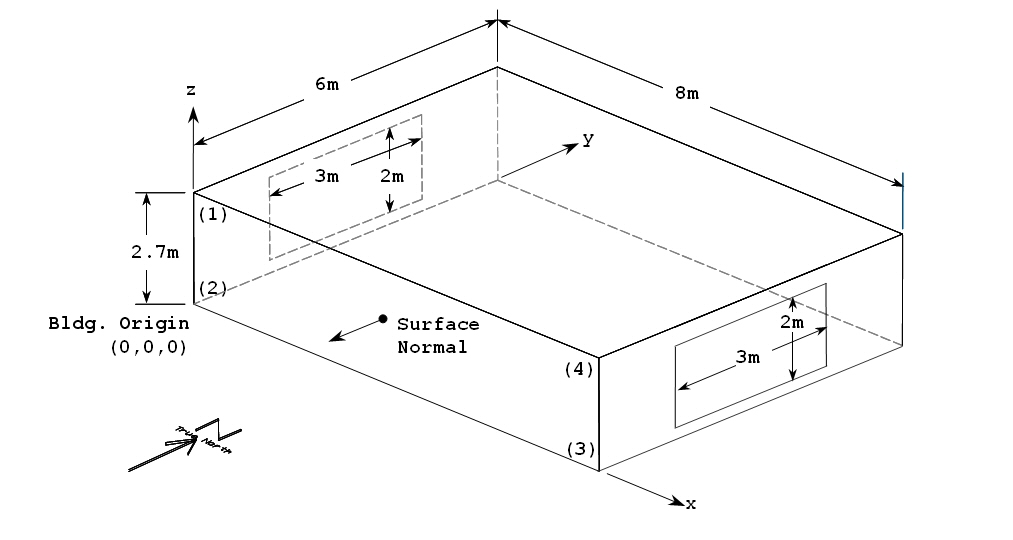 6m
8m
z
y
3m
2m
(1)
2.7m
(2)
Bldg. Origin
(0,0,0)
Surface
Normal
2m
3m
(4)
True North
(3)
x